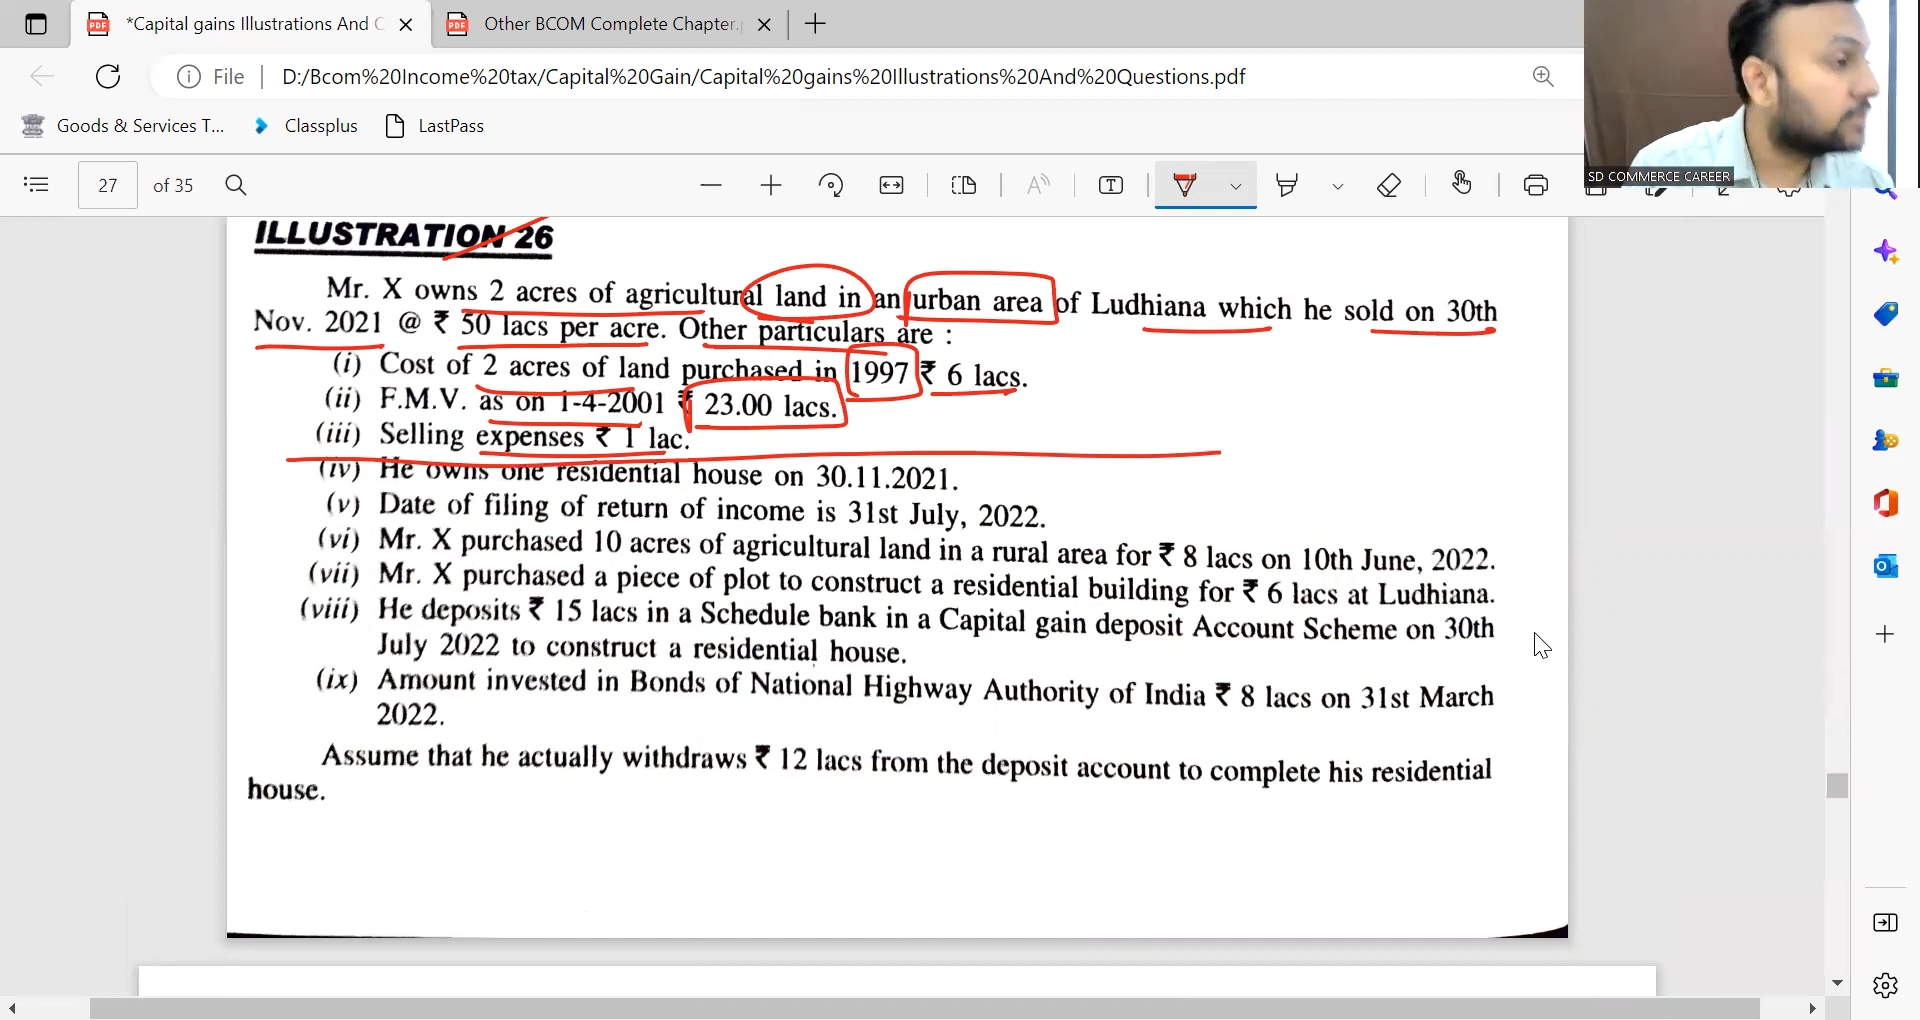 *Capital gains Illustrations And C
Other BCOM Complete Chapter.
File
D:/Bcom%20Income%20tax/Capital%20Gain/Capital%20gains%20Illustrations%20And%20Questions.pdf
Goods & Services T...
Classplus
LastPass
SD COMMERCE CAREER
27
of 35
ILLUSTRATION 26
Mr. X owns 2 acres of agricultural land in an urban area of Ludhiana which he sold on 30th
Nov. 2021 @ ₹ 50 lacs per acre. Other particulars are :
(i) Cost of 2 acres of land purchased in 1997 ₹ 6 lacs.
(ii) F.M.V. as on 1-4-2001 ₹ 23.00 lacs.
(iii) Selling expenses ₹ 1 lac.
(iv) He owns one residential house on 30.11.2021.
(v) Date of filing of return of income is 31st July, 2022.
(vi) Mr. X purchased 10 acres of agricultural land in a rural area for ₹ 8 lacs on 10th June, 2022.
(vii) Mr. X purchased a piece of plot to construct a residential building for ₹ 6 lacs at Ludhiana.
(viii) He deposits ₹ 15 lacs in a Schedule bank in a Capital gain deposit Account Scheme on 30th
July 2022 to construct a residential house.
(ix) Amount invested in Bonds of National Highway Authority of India ₹ 8 lacs on 31st March
2022.
Assume that he actually withdraws ₹ 12 lacs from the deposit account to complete his residential
house.